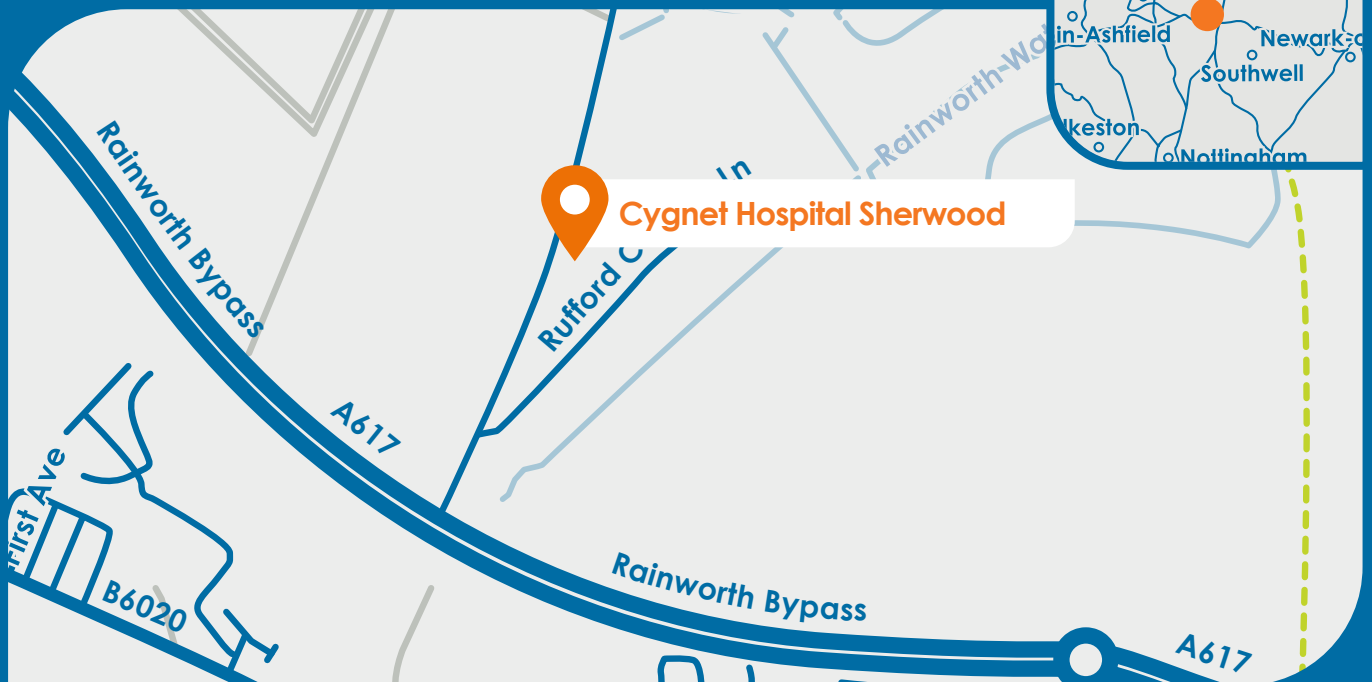 in-Ashfield
Newark-o
Southwell
lkeston
Nottingham
Rainworth-Wa
Rainworth Bypass
Ln
Cygnet Hospital Sherwood
Rufford C
A617
First Ave
B6020
Rainworth Bypass
A617